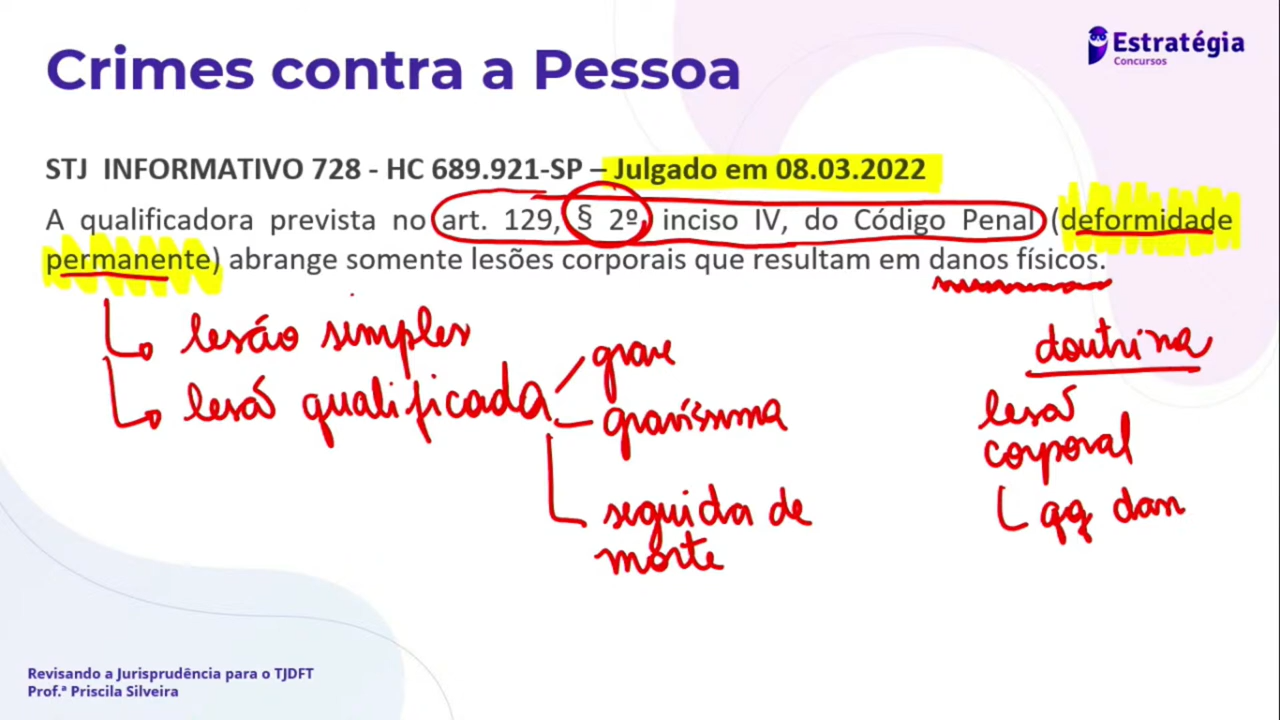 Crimes contra a Pessoa
Estratégia
Concursos
STJ INFORMATIVO 728 - HC 689.921-SP – Julgado em 08.03.2022
A qualificadora prevista no art. 129, § 2º, inciso IV, do Código Penal (deformidade
permanente) abrange somente lesões corporais que resultam em danos físicos.
lesão simples
lesão qualificada
grave
gravíssima
seguida de
morte
doutrina
lesão
corporal
qq dan
Revisando a Jurisprudência para o TJDFT
Prof.ª Priscila Silveira